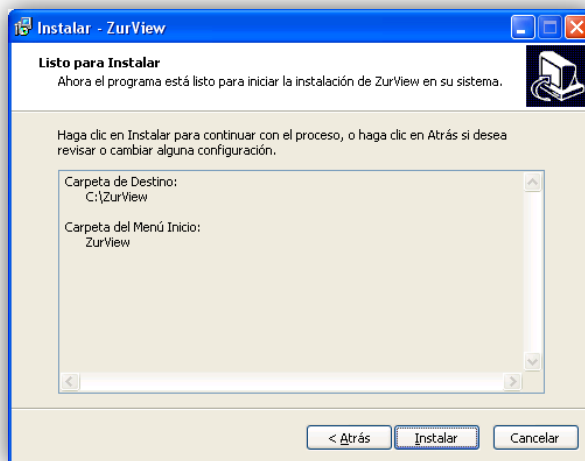 Instalar - ZurView
Listo para Instalar
Ahora el programa está listo para iniciar la instalación de ZurView en su sistema.
Haga clic en Instalar para continuar con el proceso, o haga clic en Atrás si desea
revisar o cambiar alguna configuración.
Carpeta de Destino:
C:\ZurView
Carpeta del Menú Inicio:
ZurView
< Atrás
Instalar
Cancelar